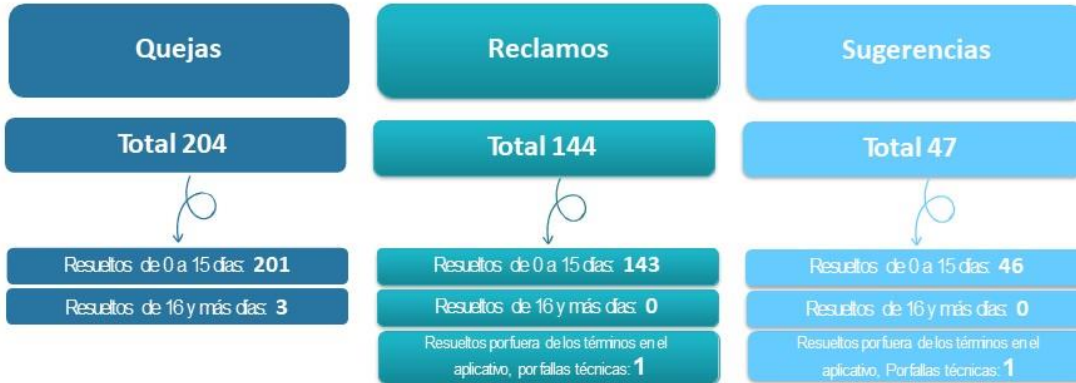 Quejas
Total 204
Resueltos de 0 a 15 días: 201
Resueltos de 16 y más días: 3
Reclamos
Total 144
Resueltos de 0 a 15 días: 143
Resueltos de 16 y más días: 0
Resueltos por fuera de los términos en el
aplicativo, por fallas técnicas: 1
Sugerencias
Total 47
Resueltos de 0 a 15 días: 46
Resueltos de 16 y más días: 0
Resueltos por fuera de los términos en el
aplicativo, Por fallas técnicas: 1